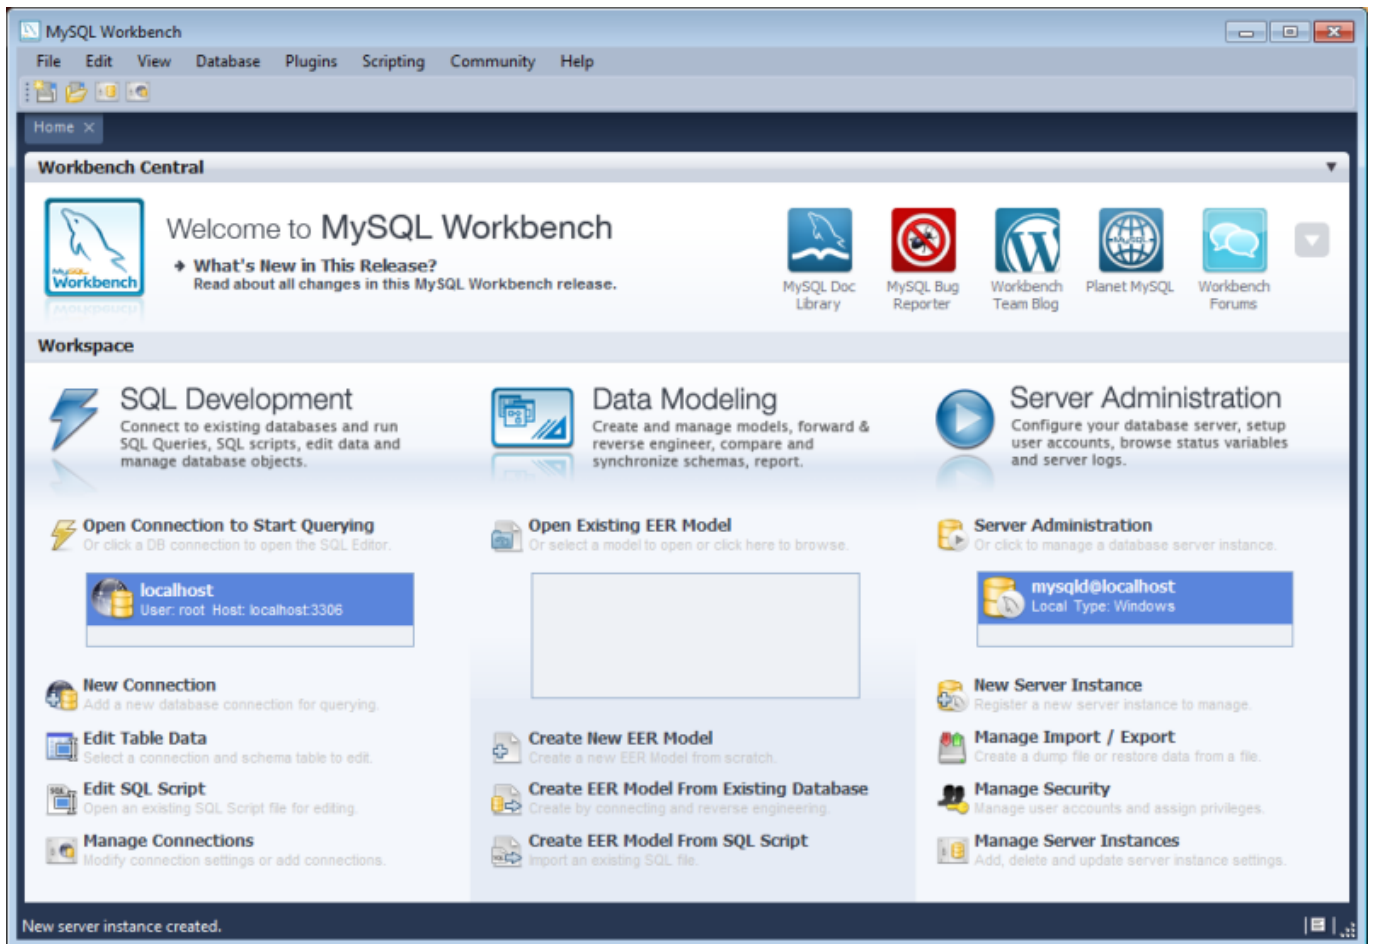 MySQL Workbench
File Edit View Database Plugins Scripting Community Help
Home
Workbench Central
MySQL
Workbench
Welcome to MySQL Workbench
What's New in This Release?
Read about all changes in this MySQL Workbench release.
MySQL Doc
Library
MySQL Bug
Reporter
Workbench
Team Blog
MySQL
Planet MySQL
Workbench
Forums
Workspace
SQL Development
Connect to existing databases and run
SQL Queries, SQL scripts, edit data and
manage database objects.
Open Connection to Start Querying
Or click a DB connection to open the SQL Editor.
localhost
User: root Host: localhost:3306
New Connection
Add a new database connection for querying.
Edit Table Data
Select a connection and schema table to edit.
Edit SQL Script
Open an existing SQL Script file for editing.
Manage Connections
Modify connection settings or add connections.
Data Modeling
Create and manage models, forward &
reverse engineer, compare and
synchronize schemas, report.
Open Existing EER Model
Or select a model to open or click here to browse.
Create New EER Model
Create a new EER Model from scratch.
Create EER Model From Existing Database
Create by connecting and reverse engineering.
Create EER Model From SQL Script
Import an existing SQL file.
Server Administration
Configure your database server, setup
user accounts, browse status variables
and server logs.
Server Administration
Or click to manage a database server instance.
mysqld@localhost
Local Type: Windows
New Server Instance
Register a new server instance to manage.
Manage Import / Export
Create a dump file or restore data from a file.
Manage Security
Manage user accounts and assign privileges.
Manage Server Instances
Add, delete and update server instance settings.
New server instance created.